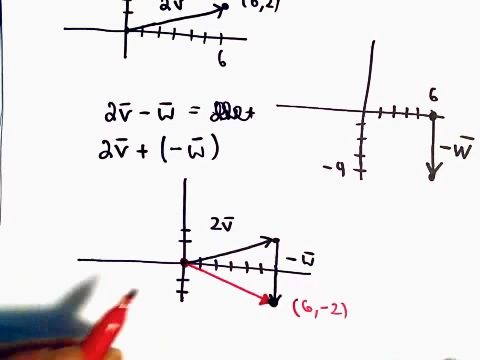 2v̅ (6,2)
6
2v̅ - w̅ =
2v̅ + (-w̅)
6
-w̅
-4
2v̅
-w̅
(6,-2)